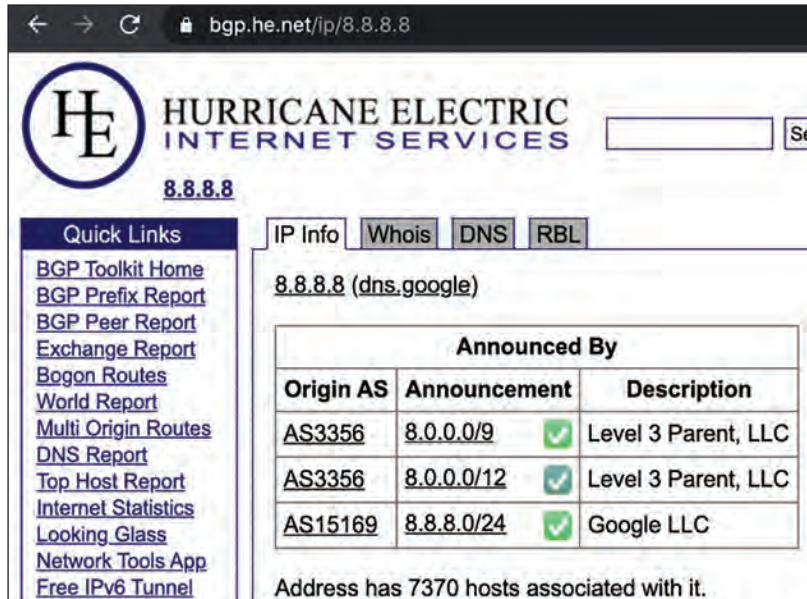 bgp.he.net/ip/8.8.8.8
HE
HURRICANE ELECTRIC
INTERNET SERVICES
8.8.8.8
Quick Links
BGP Toolkit Home
BGP Prefix Report
BGP Peer Report
Exchange Report
Bogon Routes
World Report
Multi Origin Routes
DNS Report
Top Host Report
Internet Statistics
Looking Glass
Network Tools App
Free IPv6 Tunnel
IP Info Whois DNS RBL
8.8.8.8 (dns.google)
Announced By
Origin AS Announcement Description
AS3356 8.0.0.0/9 Level 3 Parent, LLC
AS3356 8.0.0.0/12 Level 3 Parent, LLC
AS15169 8.8.8.0/24 Google LLC
Address has 7370 hosts associated with it.